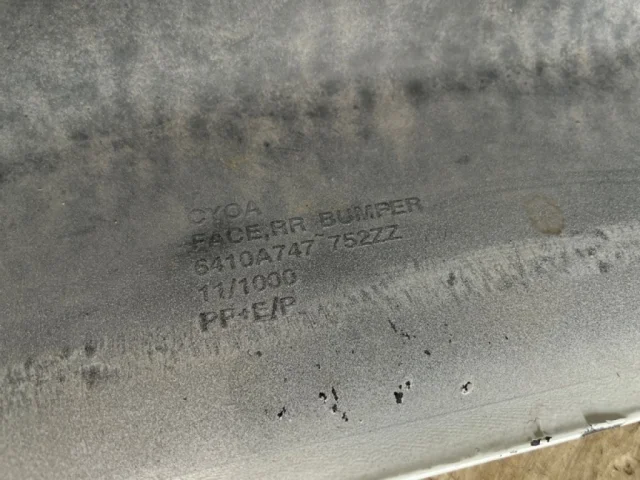 CY0A
FACE,RR BUMPER
6410A747 752ZZ
11/1000
PP+E/P